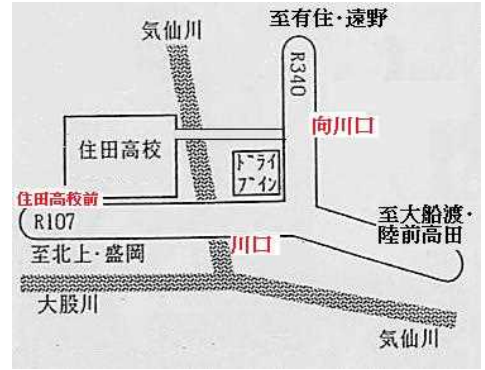 気仙川
至有住・遠野
R340
向川口
住田高校
ドライ
ブイン
住田高校前
R107
川口
至大船渡・
陸前高田
至北上・盛岡
大股川
気仙川